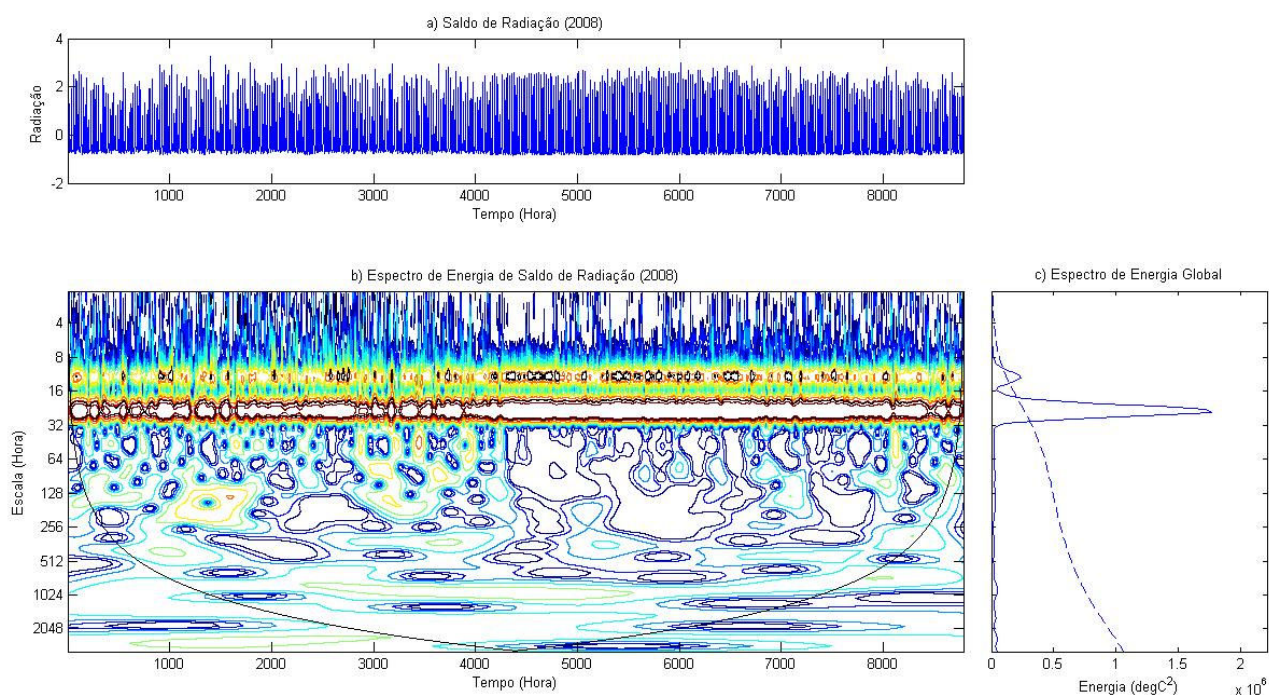 a) Saldo de Radiação (2008)
4
2
0
-2
Radiação
1000 2000 3000 4000 5000 6000 7000 8000
Tempo (Hora)
b) Espectro de Energia de Saldo de Radiação (2008)
4
8
16
32
64
128
256
512
1024
2048
Escala (Hora)
1000 2000 3000 4000 5000 6000 7000 8000
Tempo (Hora)
c) Espectro de Energia Global
0 0.5 1 1.5 2
Energia (degC²)
x 10⁶